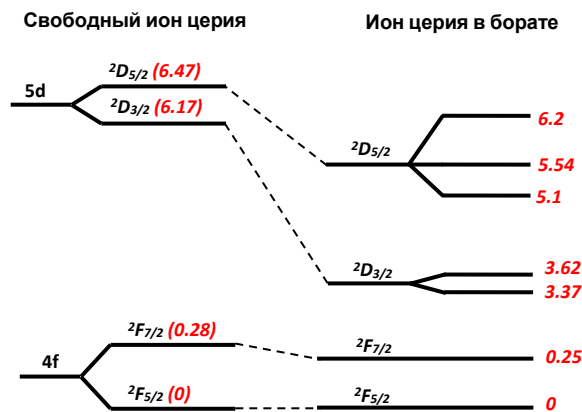 Свободный ион церия
Ион церия в борате
5d
²D₅/₂ (6.47)
²D₃/₂ (6.17)
²D₅/₂
6.2
5.54
5.1
²D₃/₂
3.62
3.37
4f
²F₇/₂ (0.28)
²F₇/₂
0.25
²F₅/₂ (0)
²F₅/₂
0